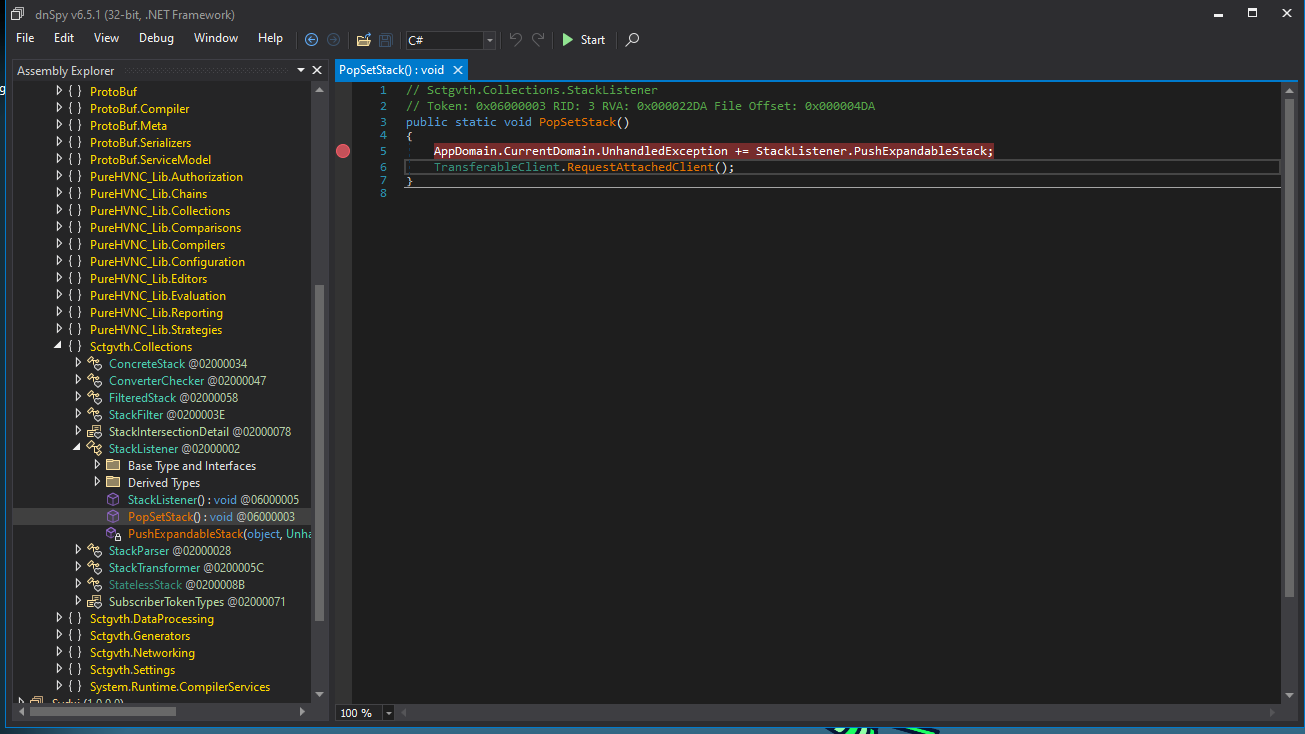 dnSpy v6.5.1 (32-bit, .NET Framework)
File Edit View Debug Window Help C# Start
Assembly Explorer
ProtoBuf
ProtoBuf.Compiler
ProtoBuf.Meta
ProtoBuf.Serializers
ProtoBuf.ServiceModel
PureHVNC_Lib.Authorization
PureHVNC_Lib.Chains
PureHVNC_Lib.Collections
PureHVNC_Lib.Comparisons
PureHVNC_Lib.Compilers
PureHVNC_Lib.Configuration
PureHVNC_Lib.Editors
PureHVNC_Lib.Evaluation
PureHVNC_Lib.Reporting
PureHVNC_Lib.Strategies
Sctgvth.Collections
ConcreteStack @02000034
ConverterChecker @02000047
FilteredStack @02000058
StackFilter @0200003E
StackIntersectionDetail @02000078
StackListener @02000002
Base Type and Interfaces
Derived Types
StackListener() : void @06000005
PopSetStack() : void @06000003
PushExpandableStack(object, Unha
StackParser @02000028
StackTransformer @0200005C
StatelessStack @0200008B
SubscriberTokenTypes @02000071
Sctgvth.DataProcessing
Sctgvth.Generators
Sctgvth.Networking
Sctgvth.Settings
System.Runtime.CompilerServices
PopSetStack() : void
1 // Sctgvth.Collections.StackListener
2 // Token: 0x06000003 RID: 3 RVA: 0x000022DA File Offset: 0x000004DA
3 public static void PopSetStack()
4 {
5 AppDomain.CurrentDomain.UnhandledException += StackListener.PushExpandableStack;
6 TransferableClient.RequestAttachedClient();
7 }
8
100 %